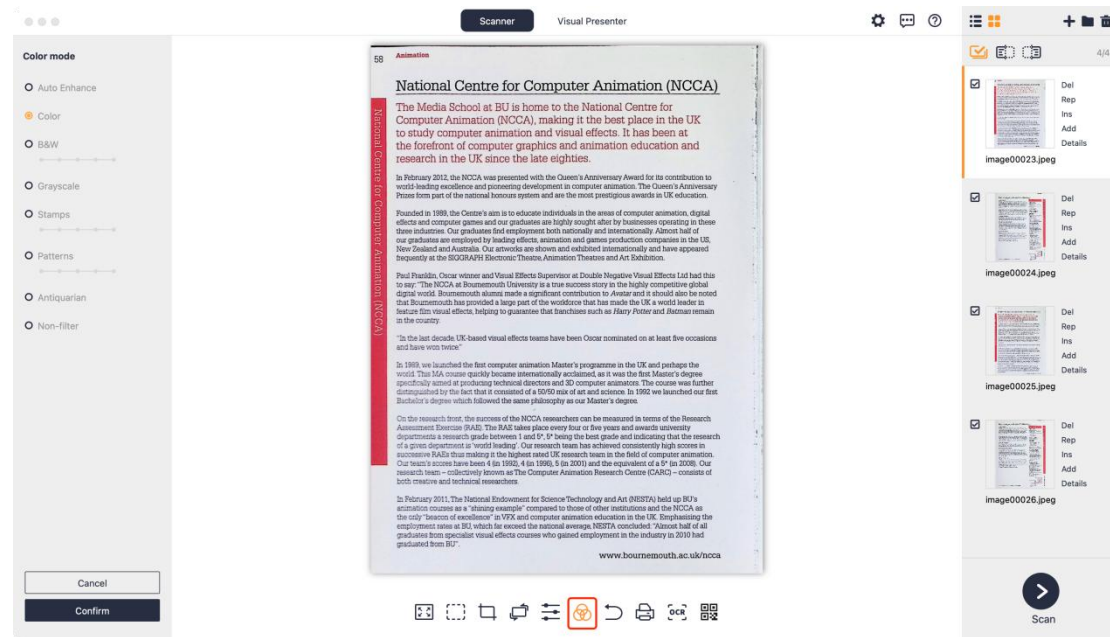 Scanner
Visual Presenter
Color mode
Auto Enhance
Color
B&W
Grayscale
Stamps
Patterns
Antiquarian
Non-filter
Cancel
Confirm
58
Animation
National Centre for Computer Animation (NCCA)
National Centre for Computer Animation (NCCA)
The Media School at BU is home to the National Centre for
Computer Animation (NCCA), making it the best place in the UK
to study computer animation and visual effects. It has been at
the forefront of computer graphics and animation education and
research in the UK since the late eighties.
In February 2012, the NCCA was presented with the Queen's Anniversary Award for its contribution to
world-leading excellence and pioneering development in computer animation. The Queen's Anniversary
Prizes form part of the national honours system and are the most prestigious awards in UK education.
Founded in 1989, the Centre's aim is to educate individuals in the areas of computer animation, digital
effects and computer games and our graduates are highly sought after by businesses operating in these
three industries. Our graduates find employment both nationally and internationally. Almost half of
our graduates are employed by leading effects, animation and games production companies in the US,
New Zealand and Australia. Our artworks are shown and exhibited internationally and have appeared
frequently at the SIGGRAPH Electronic Theatre, Animation Theatres and Art Exhibition.
Paul Franklin, Oscar winner and Visual Effects Supervisor at Double Negative Visual Effects Ltd had this
to say: "The NCCA at Bournemouth University is a true success story in the highly competitive global
digital world. Bournemouth alumni made a significant contribution to Avatar and it should also be noted
that Bournemouth has provided a large part of the workforce that has made the UK a world leader in
feature film visual effects, helping to guarantee that franchises such as Harry Potter and Batman remain
in the country.
"In the last decade, UK-based visual effects teams have been Oscar nominated on at least five occasions
and have won twice."
In 1989, we launched the first computer animation Master's programme in the UK and perhaps the
world. This MA course quickly became internationally acclaimed, as it was the first Master's degree
specifically aimed at producing technical directors and 3D computer animators. The course was further
distinguished by the fact that it consisted of a 50/50 mix of art and science. In 1992 we launched our first
Bachelor's degree which followed the same philosophy as our Master's degree.
On the research front, the success of the NCCA researchers can be measured in terms of the Research
Assessment Exercise (RAE). The RAE takes place every four or five years and awards university
departments a research grade between 1 and 5*, 5* being the best grade and indicating that the research
of a given department is 'world leading'. Our research team has achieved consistently high scores in
successive RAEs thus making it the highest rated UK research team in the field of computer animation.
Our team's scores have been 4 (in 1992), 4 (in 1996), 5 (in 2001) and the equivalent of a 5* (in 2008). Our
research team – collectively known as The Computer Animation Research Centre (CARC) – consists of
both creative and technical researchers.
In February 2011, The National Endowment for Science Technology and Art (NESTA) held up BU's
animation courses as a "shining example" compared to those of other institutions and the NCCA as
the only "beacon of excellence" in VFX and computer animation education in the UK. Emphasising the
employment rates at BU, which far exceed the national average, NESTA concluded: "Almost half of all
graduates from specialist visual effects courses who gained employment in the industry in 2010 had
graduated from BU".
www.bournemouth.ac.uk/ncca
OCR
4/4
Del
Rep
Ins
Add
Details
image00023.jpeg
Del
Rep
Ins
Add
Details
image00024.jpeg
Del
Rep
Ins
Add
Details
image00025.jpeg
Del
Rep
Ins
Add
Details
image00026.jpeg
Scan